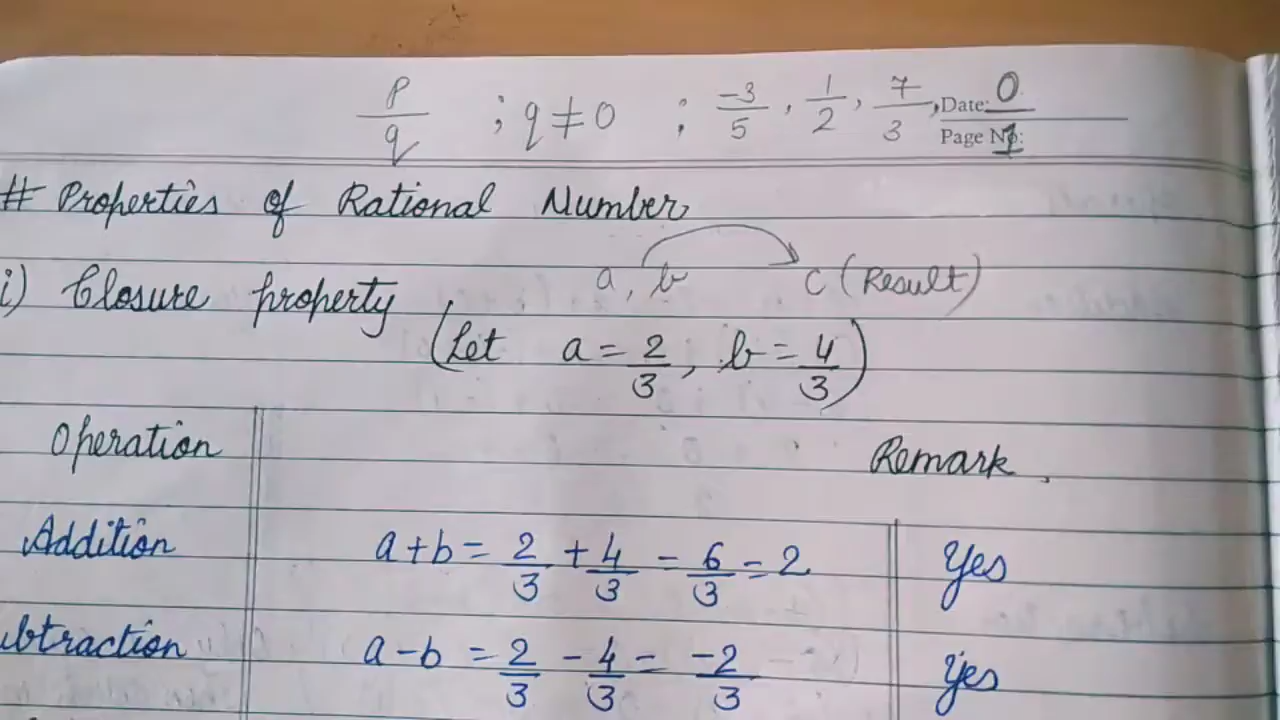 p/q ; q ≠ 0 ; -3/5, 1/2, 7/3, Date: 0
Page No: 1
# Properties of Rational Number
i) Closure property a, b c (Result)
(Let a = 2/3, b = 4/3)
Operation Remark
Addition a+b = 2/3 + 4/3 = 6/3 = 2 Yes
ubtraction a-b = 2/3 - 4/3 = -2/3 yes